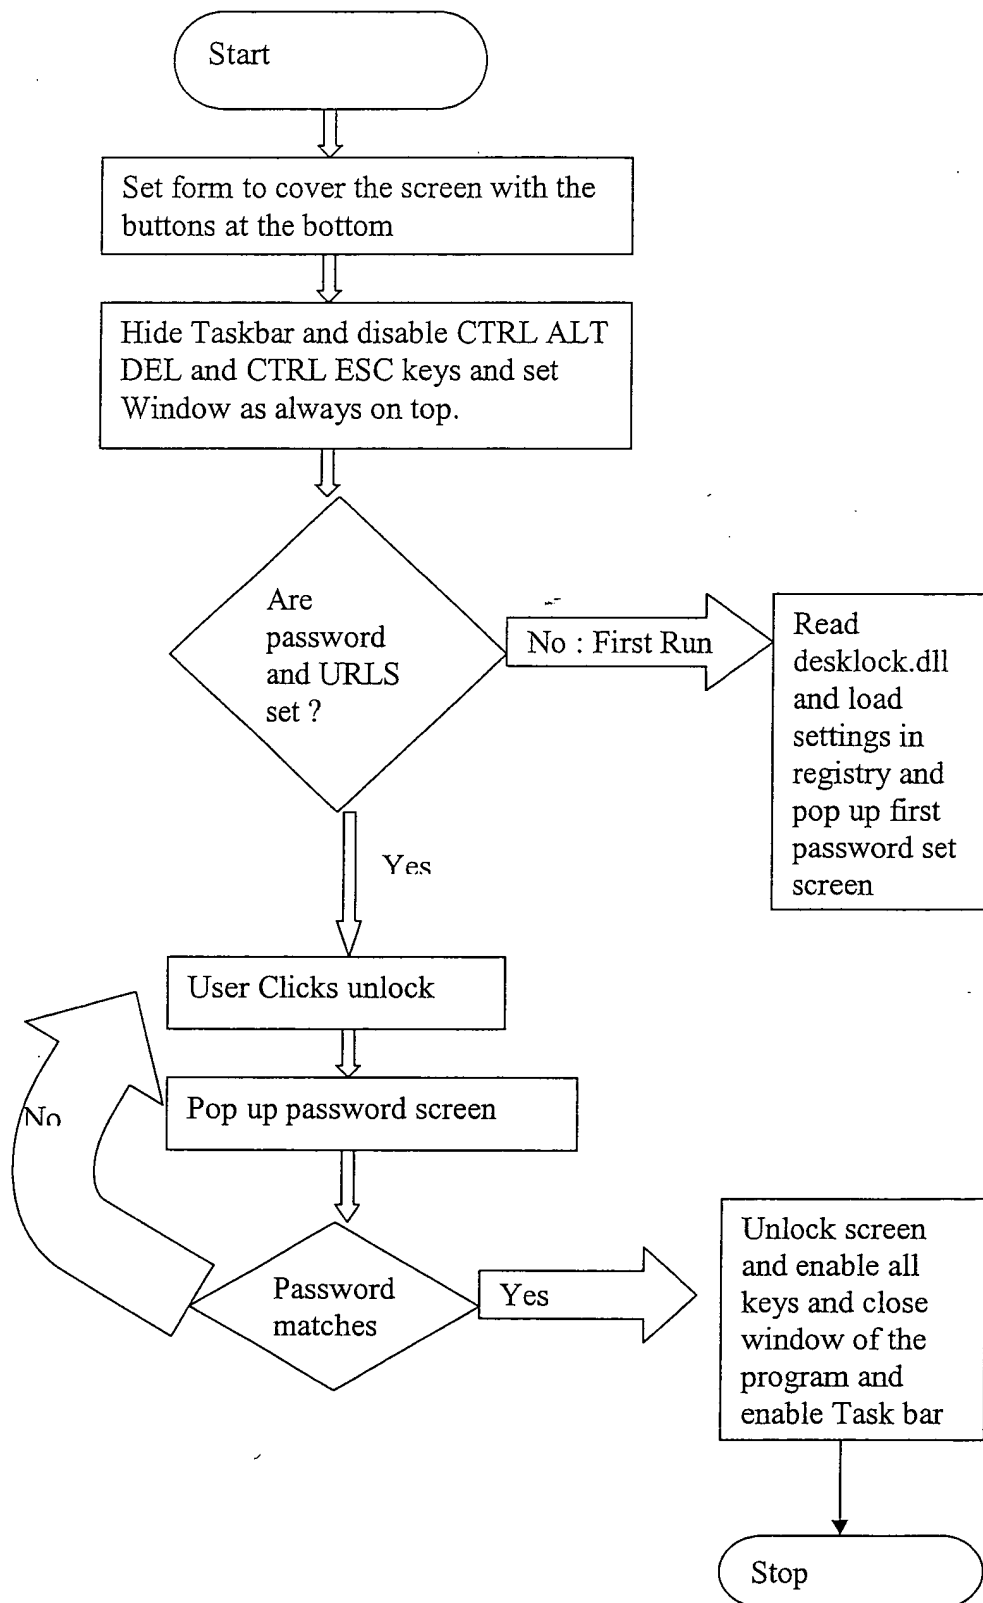 Start
Set form to cover the screen with the
buttons at the bottom
Hide Taskbar and disable CTRL ALT
DEL and CTRL ESC keys and set
Window as always on top.
Are
password
and URLS
set ?
No : First Run
Read
desklock.dll
and load
settings in
registry and
pop up first
password set
screen
Yes
User Clicks unlock
Pop up password screen
No
Password
matches
Yes
Unlock screen
and enable all
keys and close
window of the
program and
enable Task bar
Stop